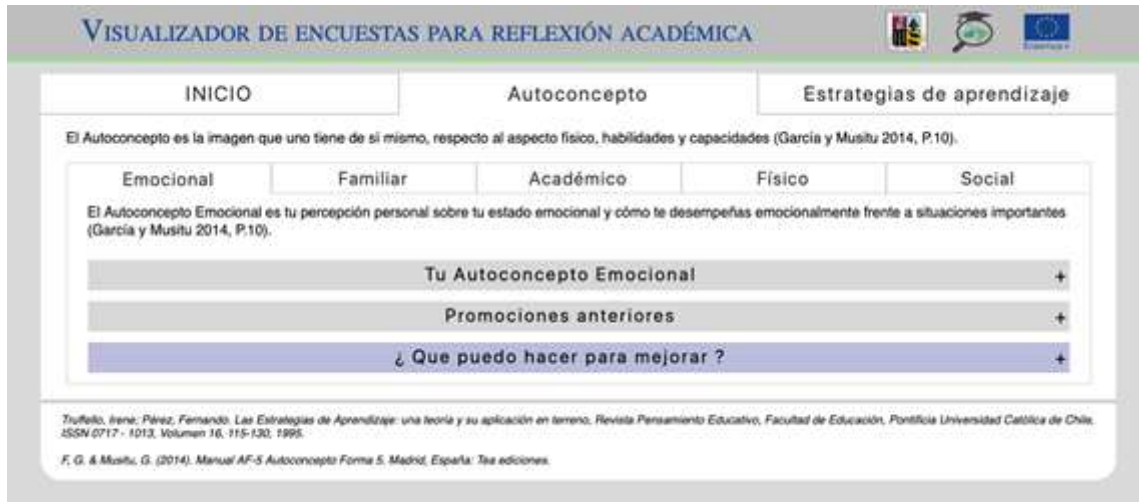 VISUALIZADOR DE ENCUESTAS PARA REFLEXIÓN ACADÉMICA
INICIO
Autoconcepto
Estrategias de aprendizaje
El Autoconcepto es la imagen que uno tiene de sí mismo, respecto al aspecto físico, habilidades y capacidades (García y Musitu 2014, P.10).
Emocional
Familiar
Académico
Físico
Social
El Autoconcepto Emocional es tu percepción personal sobre tu estado emocional y cómo te desempeñas emocionalmente frente a situaciones importantes
(García y Musitu 2014, P.10).
Tu Autoconcepto Emocional +
Promociones anteriores +
¿ Que puedo hacer para mejorar ? +
Truffello, Irene; Pérez, Fernando. Las Estrategias de Aprendizaje: una teoría y su aplicación en terreno, Revista Pensamiento Educativo, Facultad de Educación, Pontificia Universidad Católica de Chile,
ISSN 0717 - 1013, Volumen 16, 115-130, 1995.
F, G. & Musitu, G. (2014). Manual AF-5 Autoconcepto Forma 5. Madrid, España: Tea ediciones.